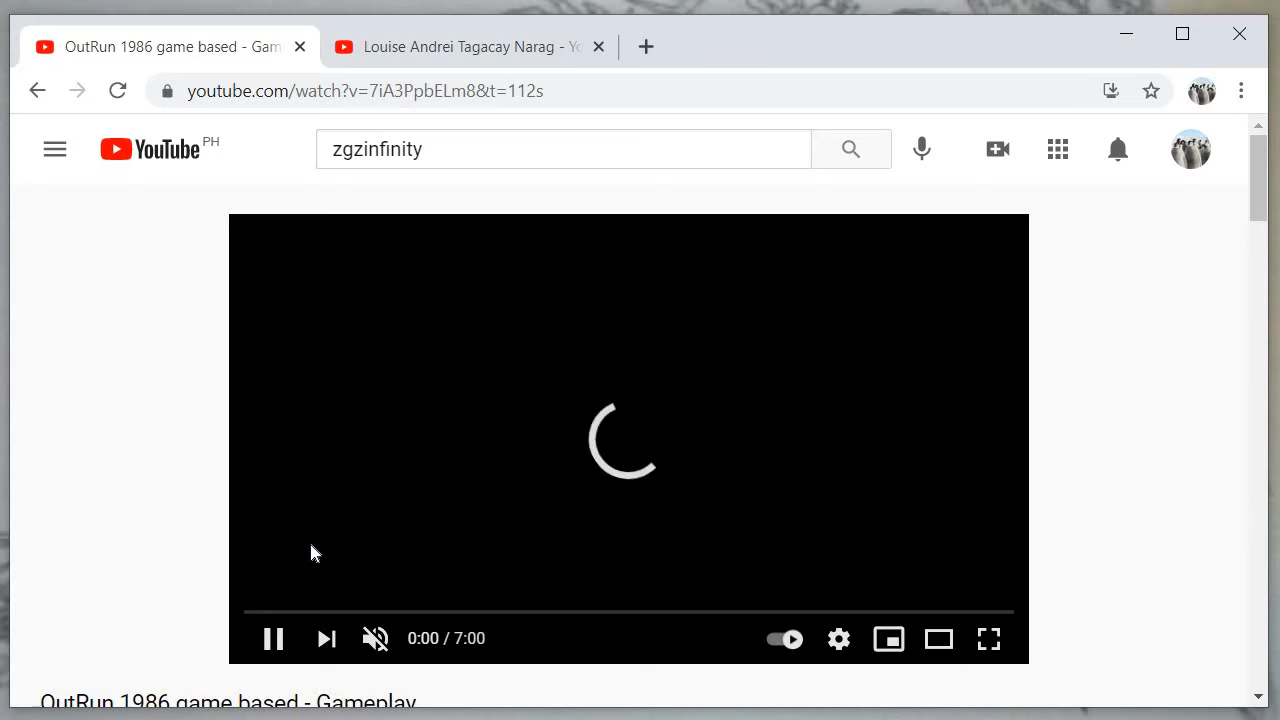 OutRun 1986 game based - Gam
Louise Andrei Tagacay Narag - Yo
youtube.com/watch?v=7iA3PpbELm8&t=112s
YouTube PH
zgzinfinity
0:00 / 7:00
OutRun 1986 game based - Gameplay